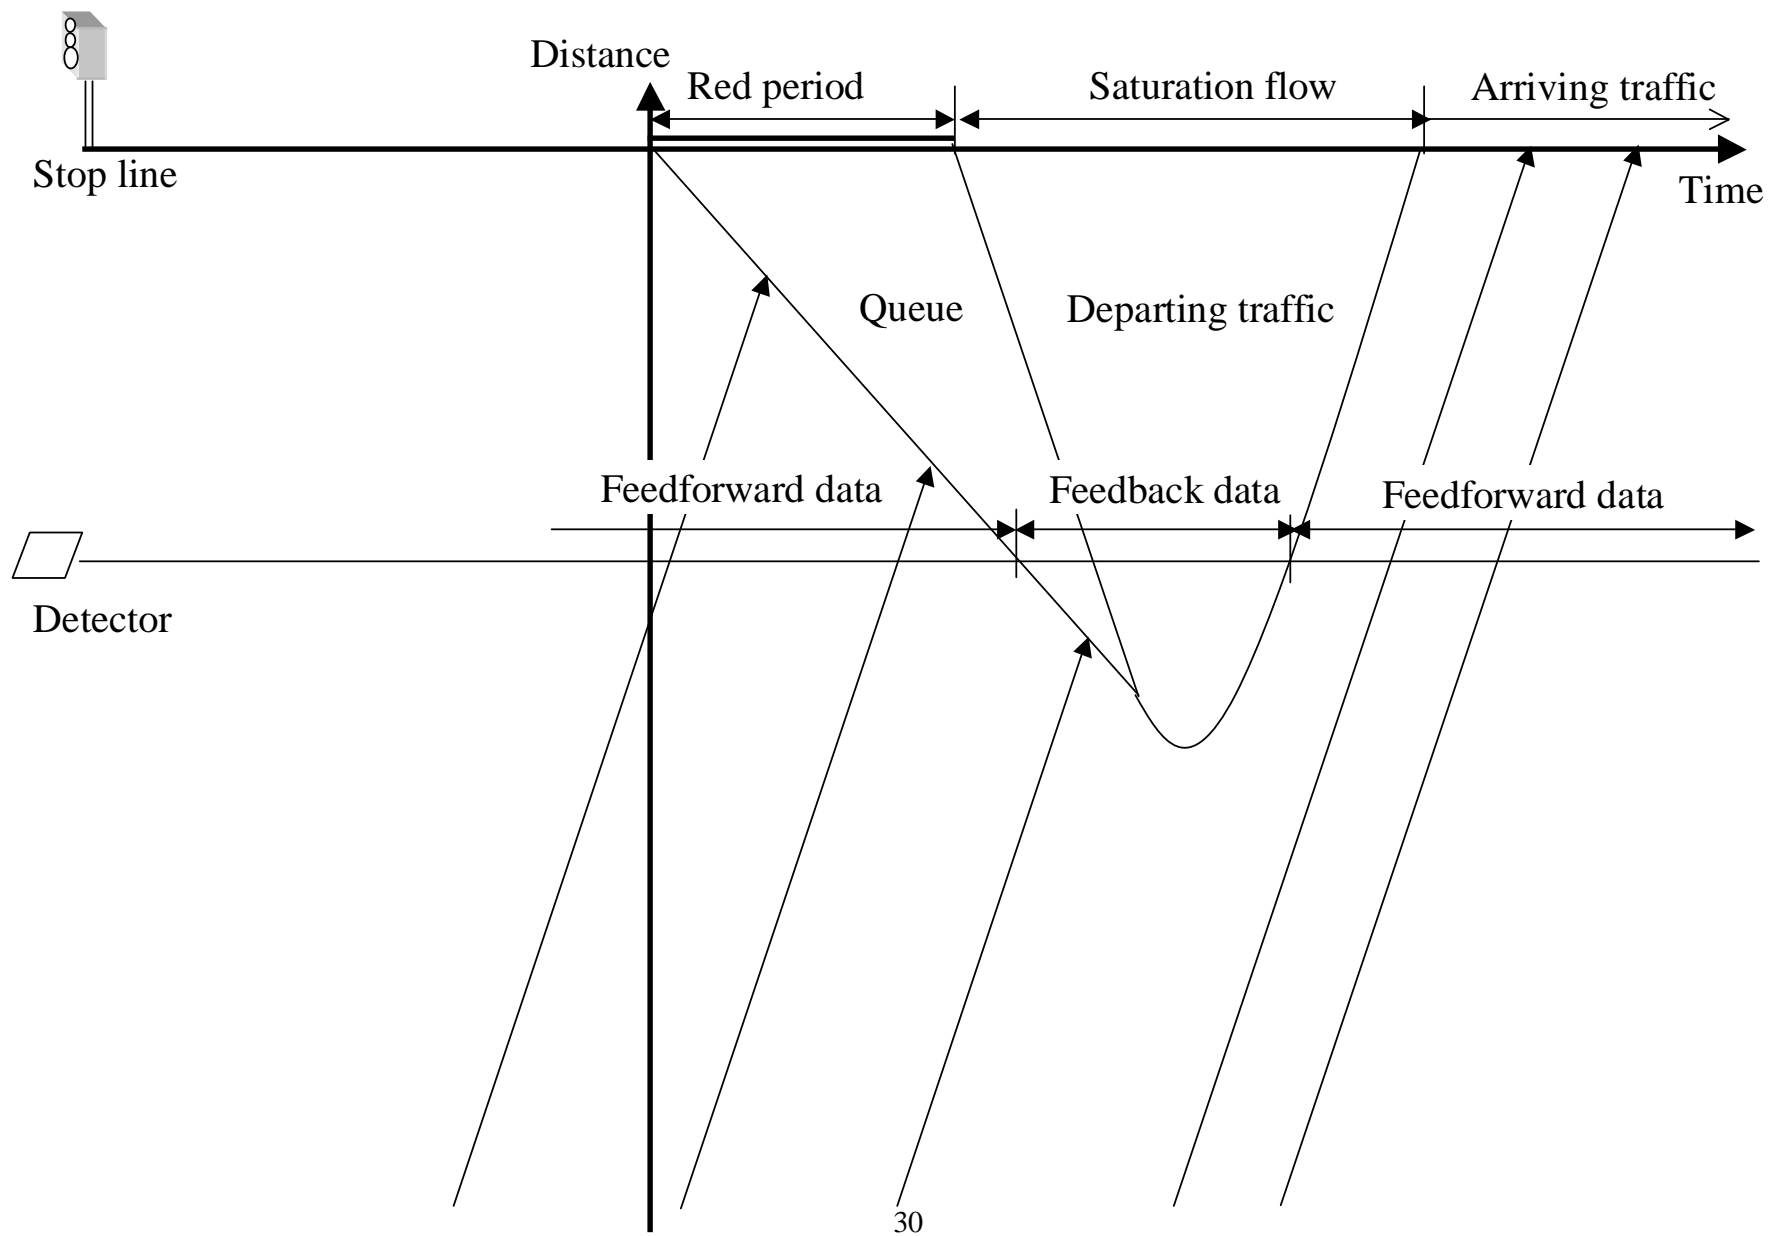 Distance
Red period
Saturation flow
Arriving traffic
Stop line
Time
Queue
Departing traffic
Feedforward data
Feedback data
Feedforward data
Detector
30